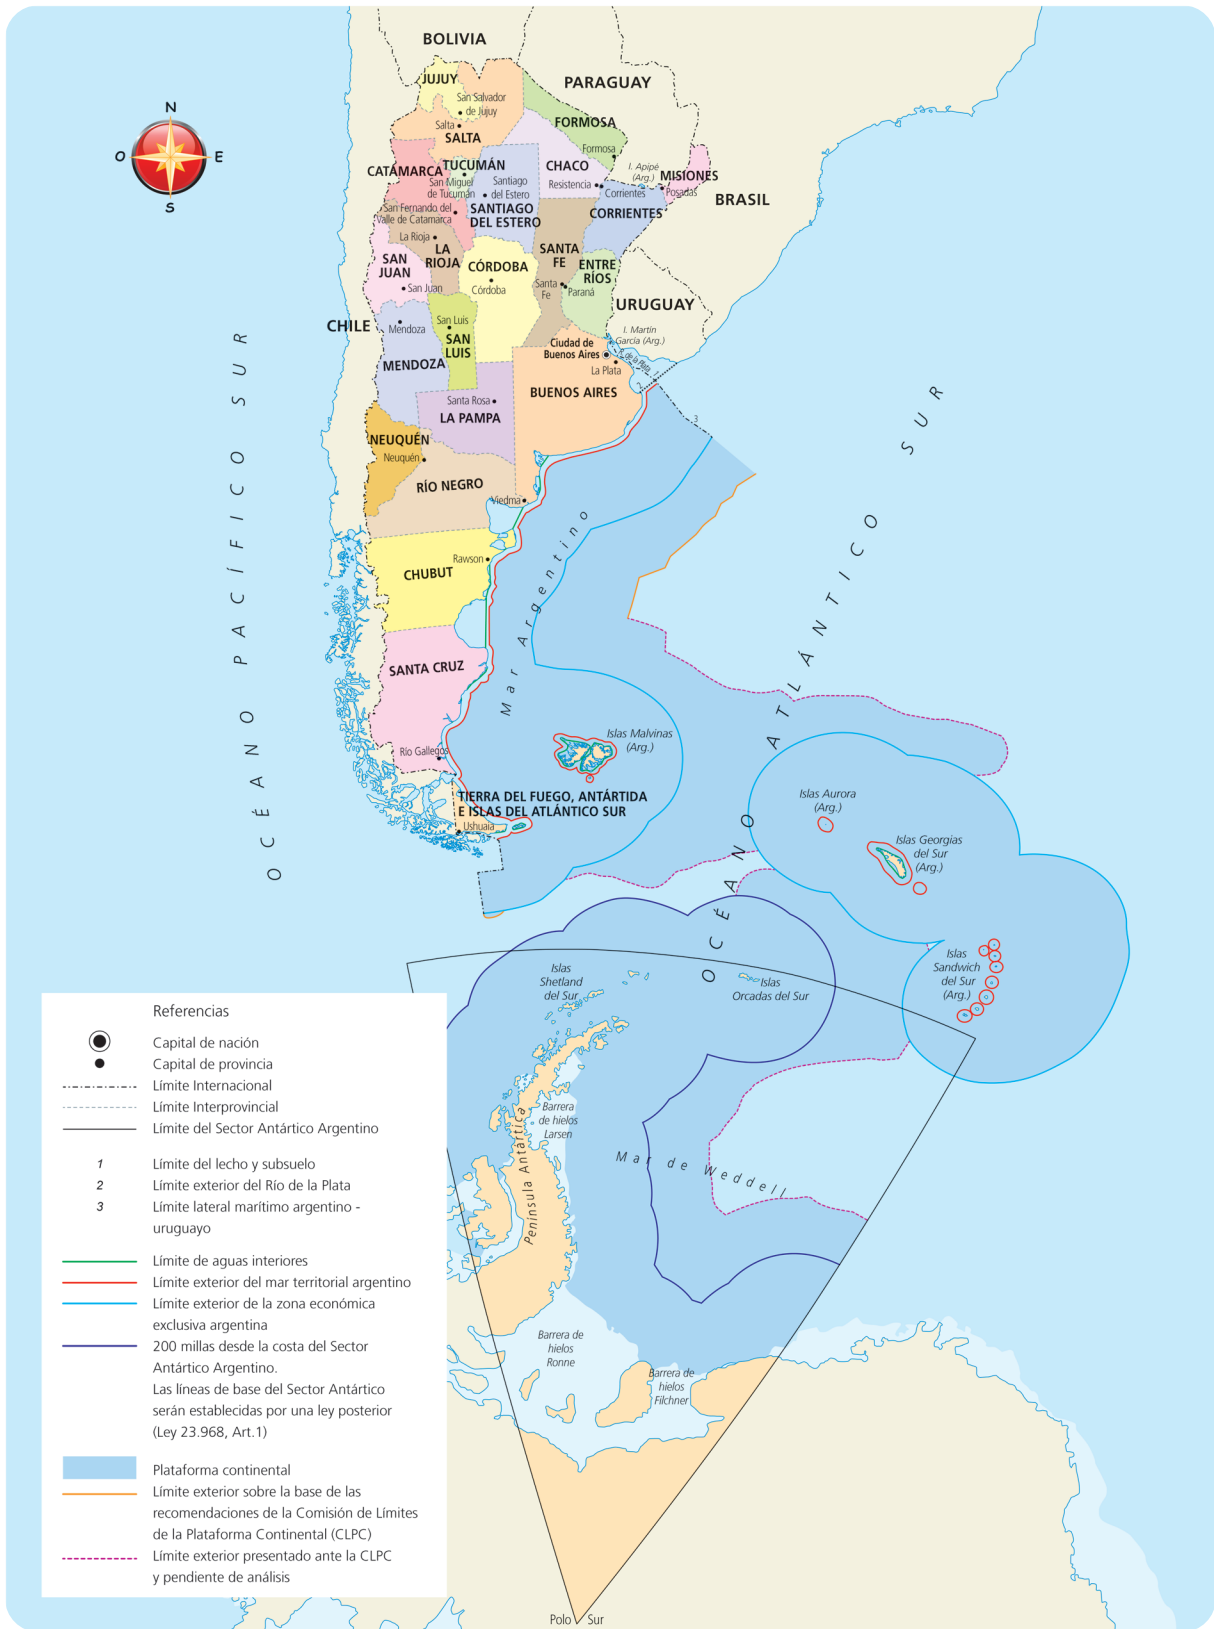 BOLIVIA
PARAGUAY
JUJUY
San Salvador
de Jujuy
Salta
SALTA
FORMOSA
Formosa
CATAMARCA
TUCUMÁN
San Miguel
de Tucumán
CHACO
Resistencia
I. Apipé
(Arg.)
MISIONES
Posadas
Corrientes
CORRIENTES
BRASIL
Santiago
del Estero
SANTIAGO
DEL ESTERO
San Fernando del
Valle de Catamarca
La Rioja
LA
RIOJA
SAN
JUAN
San Juan
CÓRDOBA
Córdoba
SANTA
FE
Santa
Fe
ENTRE
RÍOS
Paraná
URUGUAY
CHILE
Mendoza
MENDOZA
San Luis
SAN
LUIS
I. Martín
García (Arg.)
Ciudad de
Buenos Aires
R. de la Plata
La Plata
BUENOS AIRES
1
2
3
Santa Rosa
LA PAMPA
NEUQUÉN
Neuquén
RÍO NEGRO
Viedma
Rawson
CHUBUT
SANTA CRUZ
Río Gallegos
TIERRA DEL FUEGO, ANTÁRTIDA
E ISLAS DEL ATLÁNTICO SUR
Ushuaia
N
O
E
S
OCÉANO PACÍFICO SUR
Mar Argentino
OCÉANO ATLÁNTICO SUR
Islas Malvinas
(Arg.)
Islas Aurora
(Arg.)
Islas Georgias
del Sur
(Arg.)
Islas
Sandwich
del Sur
(Arg.)
Islas
Shetland
del Sur
Islas
Orcadas del Sur
Península Antártica
Barrera
de hielos
Larsen
Mar de Weddell
Barrera de
hielos
Ronne
Barrera de
hielos
Filchner
Polo Sur
Referencias
Capital de nación
Capital de provincia
Límite Internacional
Límite Interprovincial
Límite del Sector Antártico Argentino
1 Límite del lecho y subsuelo
2 Límite exterior del Río de la Plata
3 Límite lateral marítimo argentino -
uruguayo
Límite de aguas interiores
Límite exterior del mar territorial argentino
Límite exterior de la zona económica
exclusiva argentina
200 millas desde la costa del Sector
Antártico Argentino.
Las líneas de base del Sector Antártico
serán establecidas por una ley posterior
(Ley 23.968, Art.1)
Plataforma continental
Límite exterior sobre la base de las
recomendaciones de la Comisión de Límites
de la Plataforma Continental (CLPC)
Límite exterior presentado ante la CLPC
y pendiente de análisis